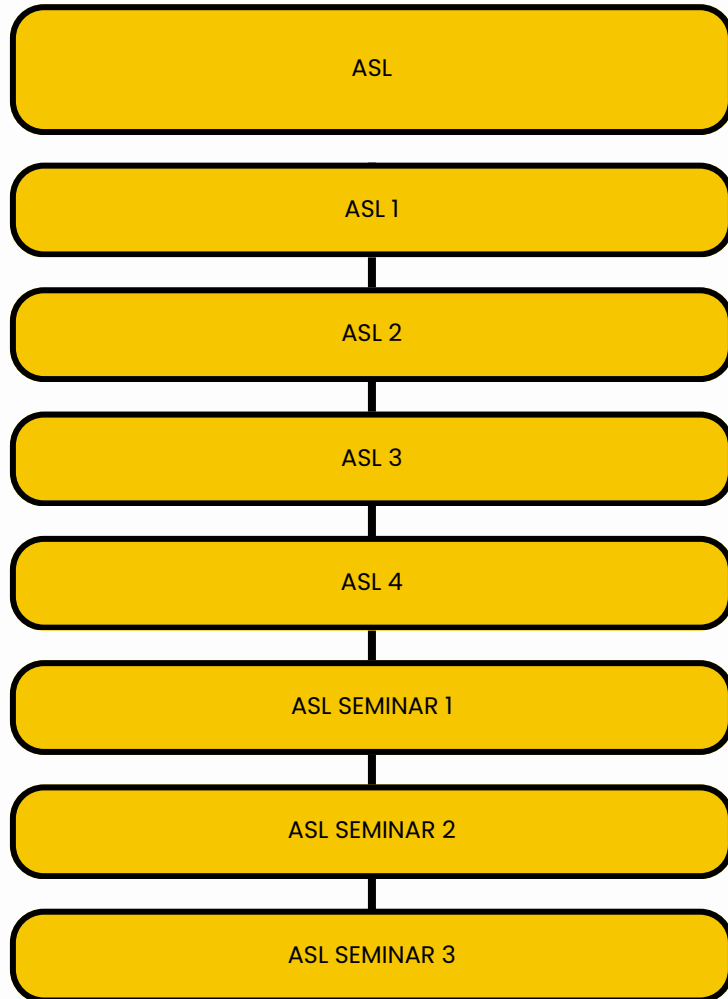 ASL
ASL 1
ASL 2
ASL 3
ASL 4
ASL SEMINAR 1
ASL SEMINAR 2
ASL SEMINAR 3